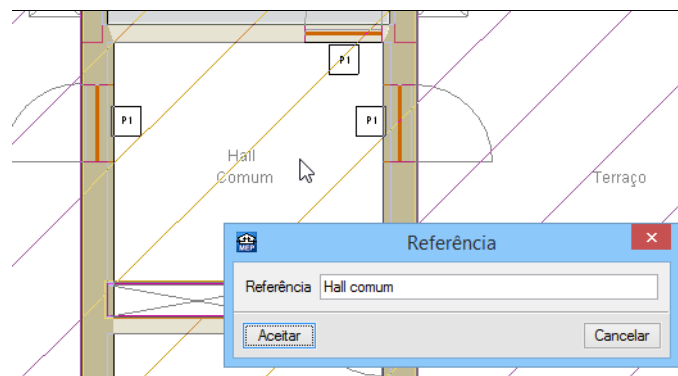 P1
P1
P1
Hall
Comum
Terraço
MEP
Referência
Referência
Hall comum
Aceitar
Cancelar